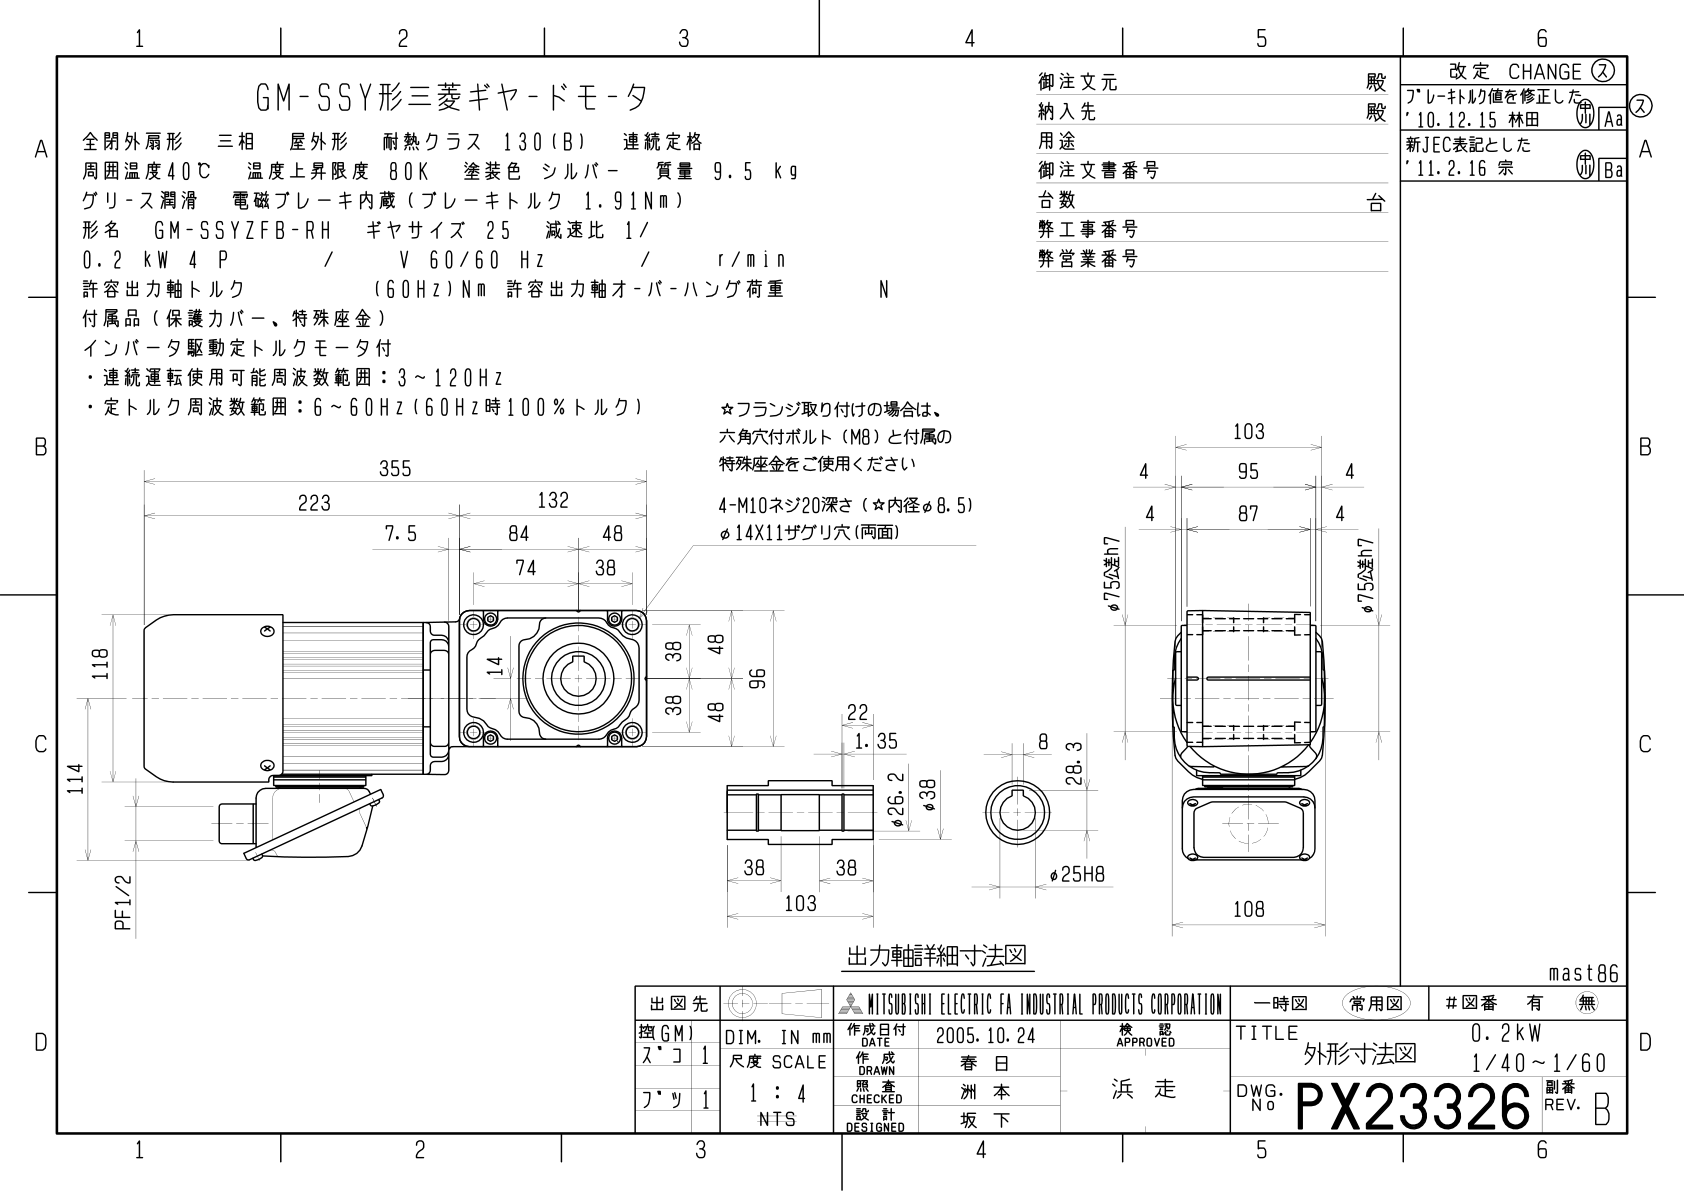 1 2 3 4 5 6
A
B
C
D
GM-SSY形三菱ギヤ-ドモ-タ
全閉外扇形 三相 屋外形 耐熱クラス 130(B) 連続定格
周囲温度40℃ 温度上昇限度 80K 塗装色 シルバー 質量 9.5 kg
グリ-ス潤滑 電磁ブレーキ内蔵(ブレーキトルク 1.91Nm)
形名 GM-SSYZFB-RH ギヤサイズ 25 減速比 1/
0.2 kW 4 P / V 60/60 Hz / r/min
許容出力軸トルク (60Hz)Nm 許容出力軸オ-バ-ハング荷重 N
付属品(保護カバー、特殊座金)
インバータ駆動定トルクモータ付
・連続運転使用可能周波数範囲:3~120Hz
・定トルク周波数範囲:6~60Hz(60Hz時100%トルク)
御注文元 殿
納入先 殿
用途
御注文書番号
台数 台
弊工事番号
弊営業番号
改定 CHANGE ス
ブレーキトルク値を修正した
'10.12.15 林田 Aa
ス
新JEC表記とした
'11.2.16 宗 Ba
A
B
C
D
☆フランジ取り付けの場合は、
六角穴付ボルト(M8)と付属の
特殊座金をご使用ください
4-M10ネジ20深さ(☆内径φ8.5)
φ14X11ザグリ穴(両面)
355
223 132
7.5 84 48
74 38
118
114
14
38
38
48
48
96
PF1/2
22
1.35
φ26.2
φ38
38 38
103
8
28.3
φ25H8
103
4 95 4
4 87 4
φ75公差h7
φ75公差h7
108
出力軸詳細寸法図
mast86
出図先
控(GM)
スコ 1
ブツ 1
DIM. IN mm
尺度 SCALE
1 : 4
NTS
MITSUBISHI ELECTRIC FA INDUSTRIAL PRODUCTS CORPORATION
作成日付
DATE
2005.10.24
検 認
APPROVED
作 成
DRAWN
春 日
照 査
CHECKED
洲 本
浜 走
設 計
DESIGNED
坂 下
一時図 常用図 #図番 有 無
TITLE
外形寸法図
0.2kW
1/40~1/60
DWG.
No
PX23326
副番
REV.
B
1 2 3 4 5 6